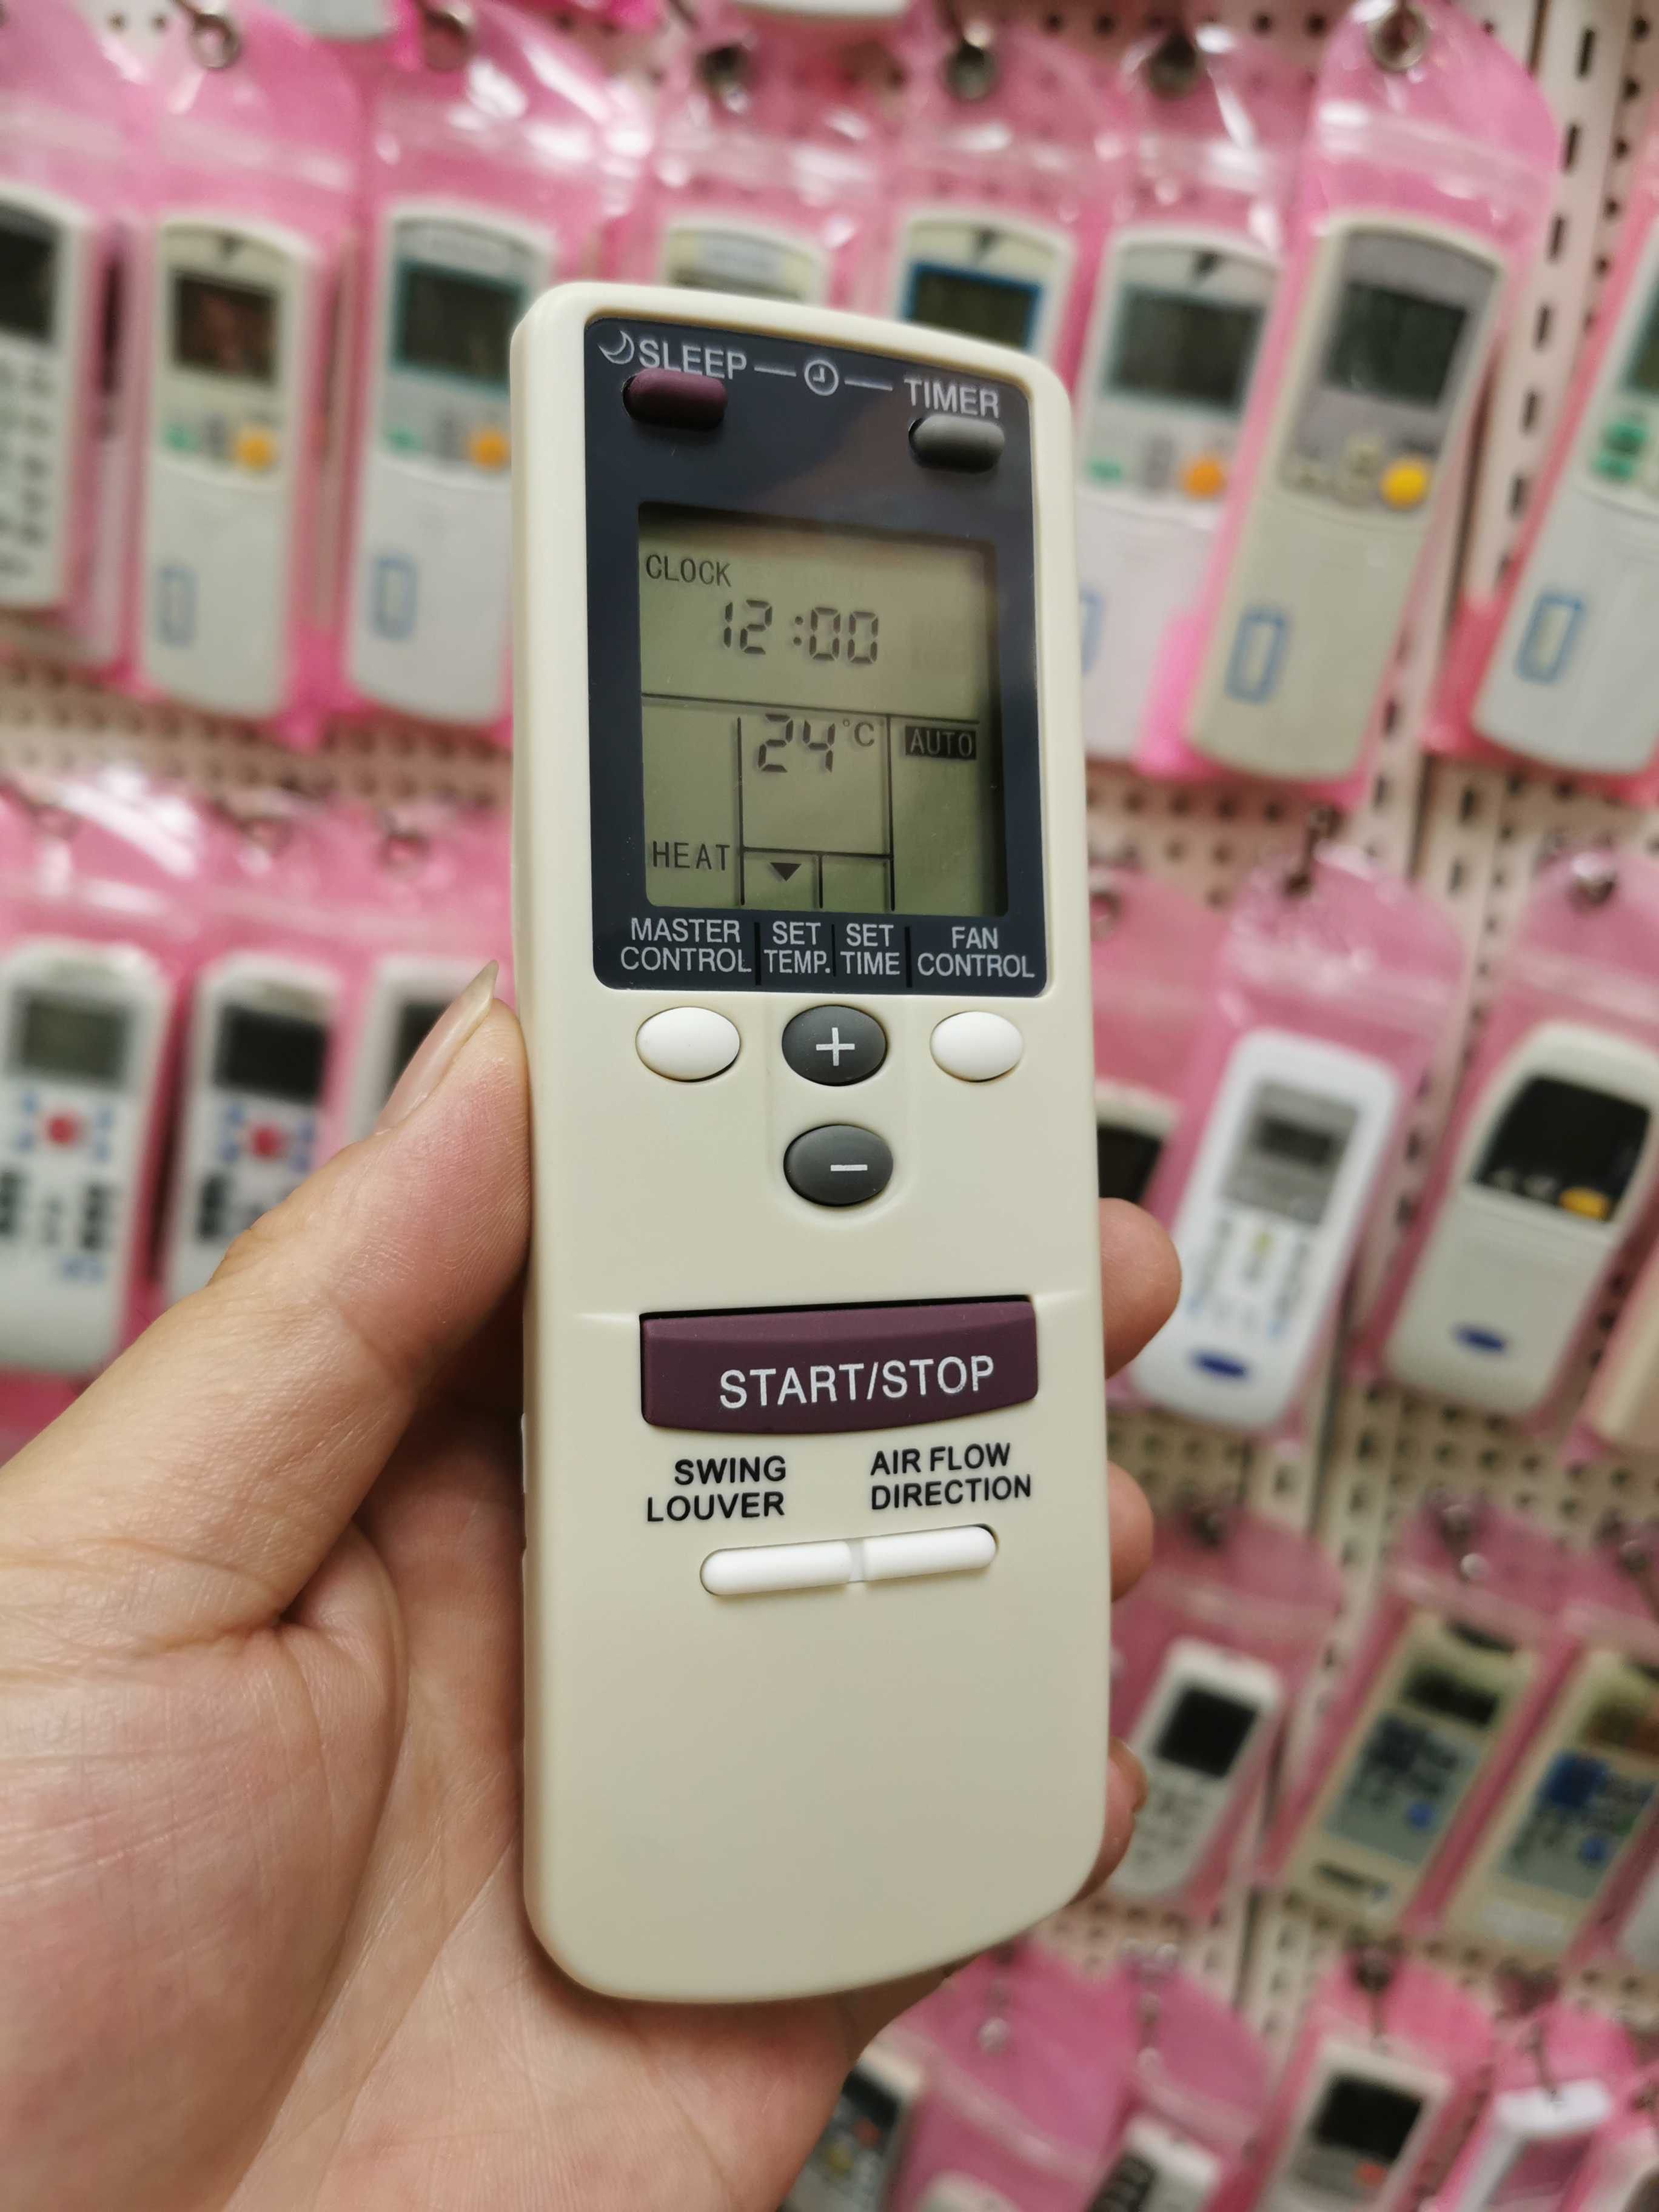 SLEEP
TIMER
CLOCK
12:00
24°C
AUTO
HEAT
MASTER CONTROL
SET TEMP.
SET TIME
FAN CONTROL
+
−
START/STOP
SWING LOUVER
AIR FLOW DIRECTION